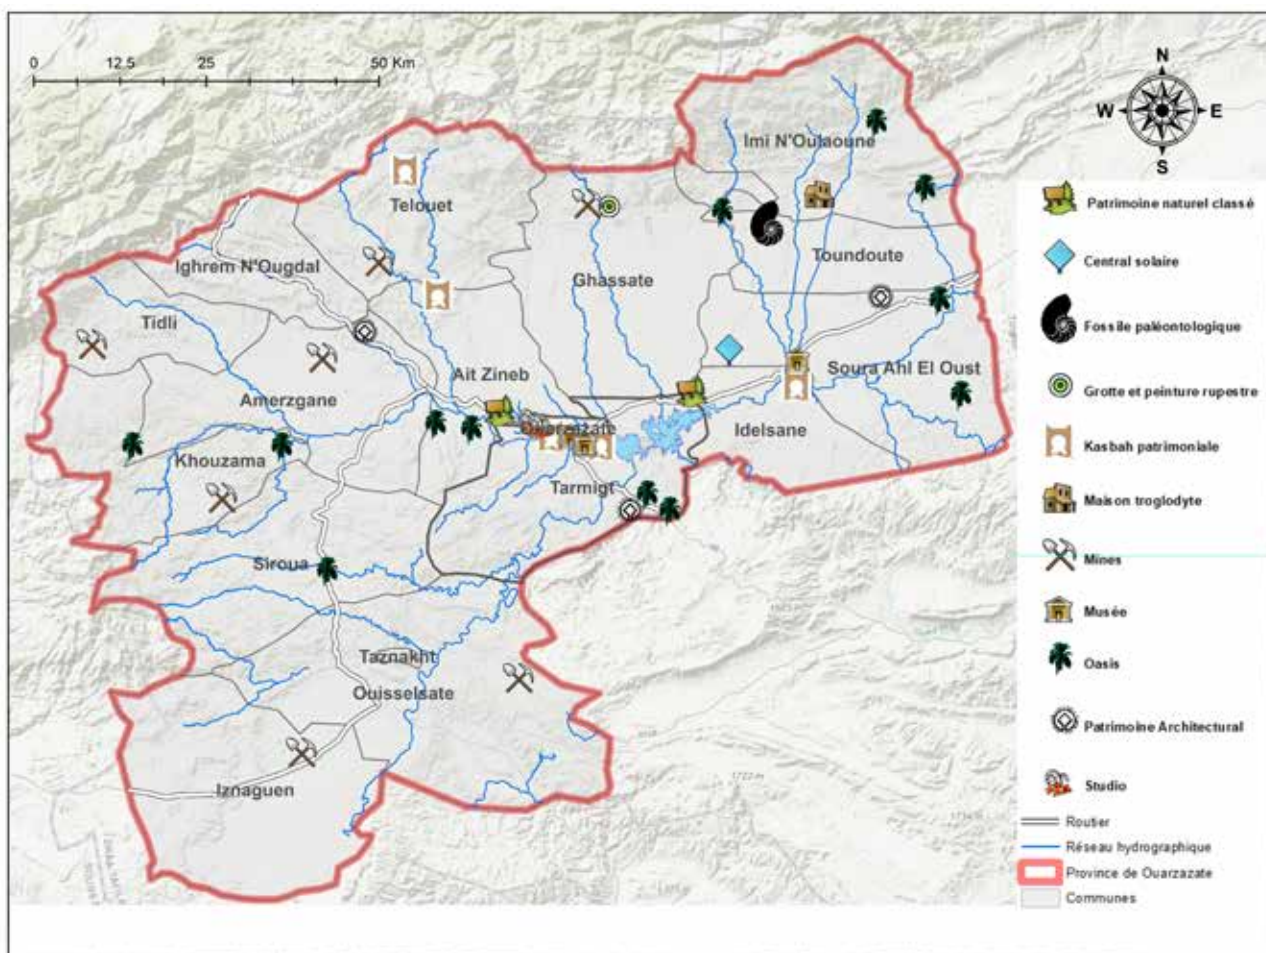 0 12.5 25 50 Km
N
W E
S
Imi N'Oulaoune
Telouet
Ighrem N'Ougdal
Ghassate
Toundoute
Tidli
Ait Zineb
Soura Ahl El Oust
Amerzgane
Ouarzazate
Idelsane
Khouzama
Tarmigt
Siroua
Taznakht
Ouisselsate
Iznaguen
Patrimoine naturel classé
Central solaire
Fossile paléontologique
Grotte et peinture rupestre
Kasbah patrimoniale
Maison troglodyte
Mines
Musée
Oasis
Patrimoine Architectural
Studio
Routier
Réseau hydrographique
Province de Ouarzazate
Communes